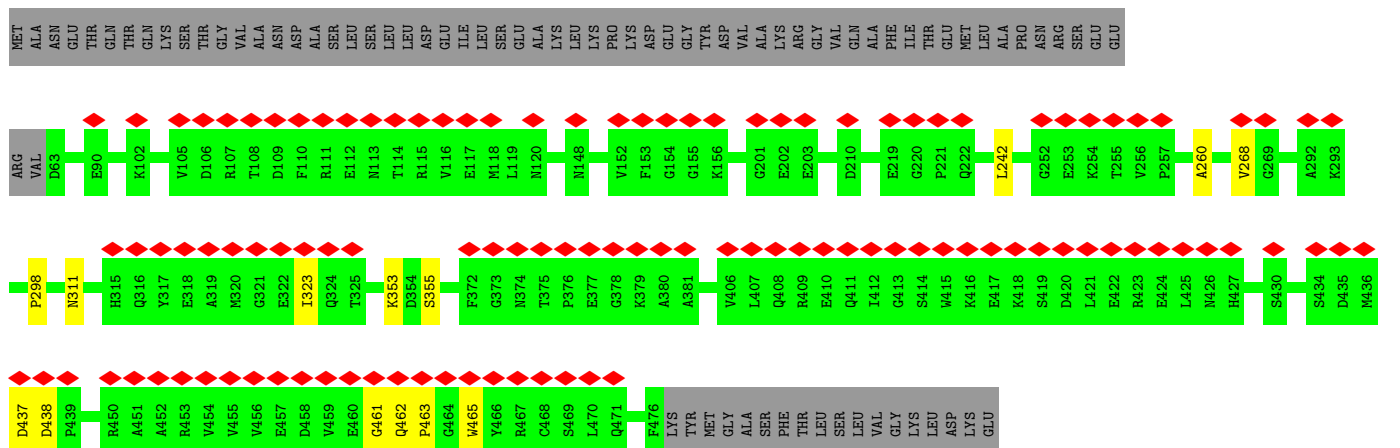 MET ALA ASN GLU THR GLN THR GLN LYS SER THR GLY VAL ALA ASN ASP ALA SER LEU SER LEU LEU ASP GLU ILE LEU SER GLU ALA LYS LEU LYS PRO LYS ASP GLU GLY TYR ASP VAL ALA LYS ARG GLY VAL GLN ALA PHE ILE THR GLU MET LEU ALA PRO ASN ARG SER GLU GLU
ARG VAL D63 E90 K102 V105 D106 R107 T108 D109 F110 R111 E112 N113 T114 R115 V116 E117 M118 L119 N120 N148 V152 F153 G154 G155 K156 G201 E202 E203 D210 E219 G220 P221 Q222 L242 G252 E253 K254 T255 V256 P257 A260 V268 G269 A292 K293
P298 N311 H315 Q316 Y317 E318 A319 M320 G321 E322 I323 Q324 T325 K353 D354 S355 F372 G373 N374 T375 P376 E377 G378 K379 A380 A381 V406 L407 Q408 R409 E410 Q411 I412 G413 S414 W415 K416 E417 K418 S419 D420 L421 E422 R423 E424 L425 N426 H427 S430 S434 D435 M436
D437 D438 P439 R450 A451 A452 R453 V454 V455 V456 E457 D458 V459 E460 G461 Q462 P463 G464 W465 Y466 R467 C468 S469 L470 Q471 F476 LYS TYR MET GLY ALA SER PHE THR LEU SER LEU VAL GLY LYS LEU ASP LYS GLU